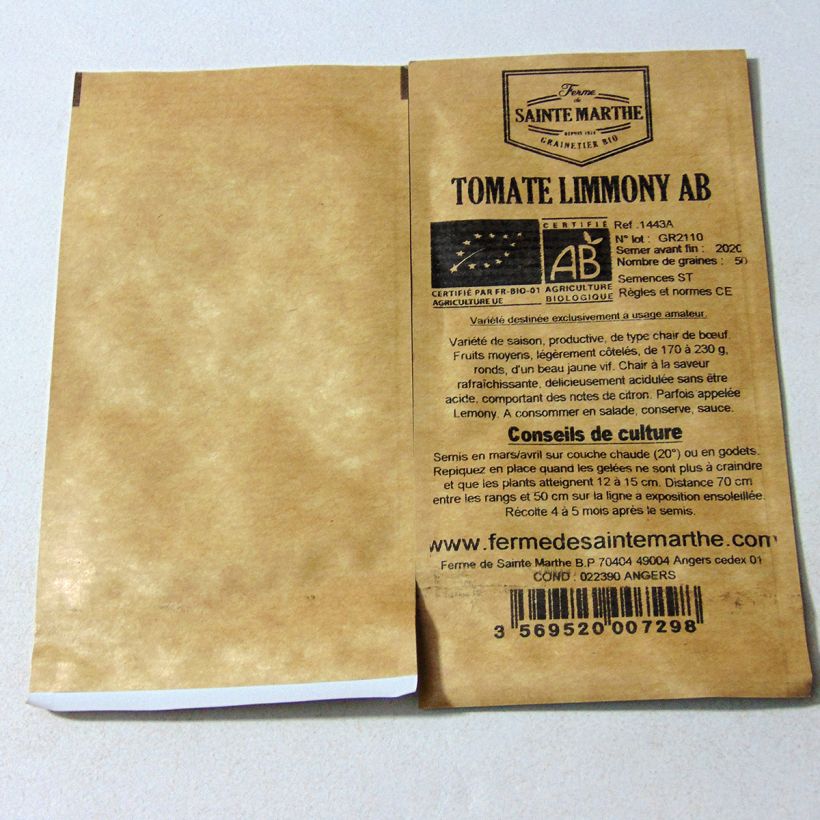 Ferme
de
SAINTE MARTHE
DEPUIS 1974
GRAINETIER BIO
TOMATE LIMMONY AB
CERTIFIÉ
AB
AGRICULTURE
BIOLOGIQUE
CERTIFIÉ PAR FR-BIO-01
AGRICULTURE UE
Ref .1443A
N° lot : GR2110
Semer avant fin : 2020
Nombre de graines : 50
Semences ST
Règles et normes CE
Variété destinée exclusivement à usage amateur.
Variété de saison, productive, de type chair de bœuf.
Fruits moyens, légèrement côtelés, de 170 à 230 g,
ronds, d'un beau jaune vif. Chair à la saveur
rafraîchissante, délicieusement acidulée sans être
acide, comportant des notes de citron. Parfois appelée
Lemony. A consommer en salade, conserve, sauce.
Conseils de culture
Semis en mars/avril sur couche chaude (20°) ou en godets.
Repiquez en place quand les gelées ne sont plus à craindre
et que les plants atteignent 12 à 15 cm. Distance 70 cm
entre les rangs et 50 cm sur la ligne a exposition ensoleillée.
Récolte 4 à 5 mois après le semis.
www.fermedesaintemarthe.com
Ferme de Sainte Marthe B.P 70404 49004 Angers cedex 01
COND : 022390 ANGERS
3 569520 007298